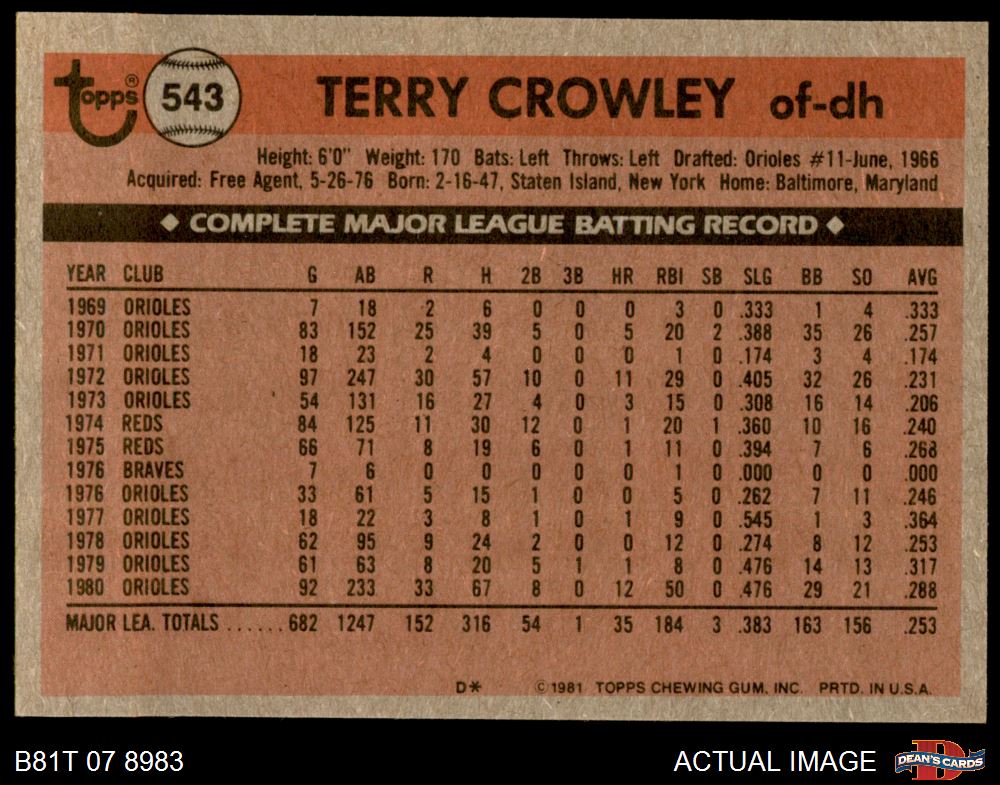 Topps® 543 TERRY CROWLEY of-dh
Height: 6'0" Weight: 170 Bats: Left Throws: Left Drafted: Orioles #11-June, 1966
Acquired: Free Agent, 5-26-76 Born: 2-16-47, Staten Island, New York Home: Baltimore, Maryland
◆ COMPLETE MAJOR LEAGUE BATTING RECORD ◆
YEAR CLUB G AB R H 2B 3B HR RBI SB SLG BB SO AVG
1969 ORIOLES 7 18 2 6 0 0 0 3 0 .333 1 4 .333
1970 ORIOLES 83 152 25 39 5 0 5 20 2 .388 35 26 .257
1971 ORIOLES 18 23 2 4 0 0 0 1 0 .174 3 4 .174
1972 ORIOLES 97 247 30 57 10 0 11 29 0 .405 32 26 .231
1973 ORIOLES 54 131 16 27 4 0 3 15 0 .308 16 14 .206
1974 REDS 84 125 11 30 12 0 1 20 1 .360 10 16 .240
1975 REDS 66 71 8 19 6 0 1 11 0 .394 7 6 .268
1976 BRAVES 7 6 0 0 0 0 0 1 0 .000 0 0 .000
1976 ORIOLES 33 61 5 15 1 0 0 5 0 .262 7 11 .246
1977 ORIOLES 18 22 3 8 1 0 1 9 0 .545 1 3 .364
1978 ORIOLES 62 95 9 24 2 0 0 12 0 .274 8 12 .253
1979 ORIOLES 61 63 8 20 5 1 1 8 0 .476 14 13 .317
1980 ORIOLES 92 233 33 67 8 0 12 50 0 .476 29 21 .288
MAJOR LEA. TOTALS ...... 682 1247 152 316 54 1 35 184 3 .383 163 156 .253
D* ©1981 TOPPS CHEWING GUM, INC. PRTD. IN U.S.A.
B81T 07 8983 ACTUAL IMAGE D DEAN'S CARDS